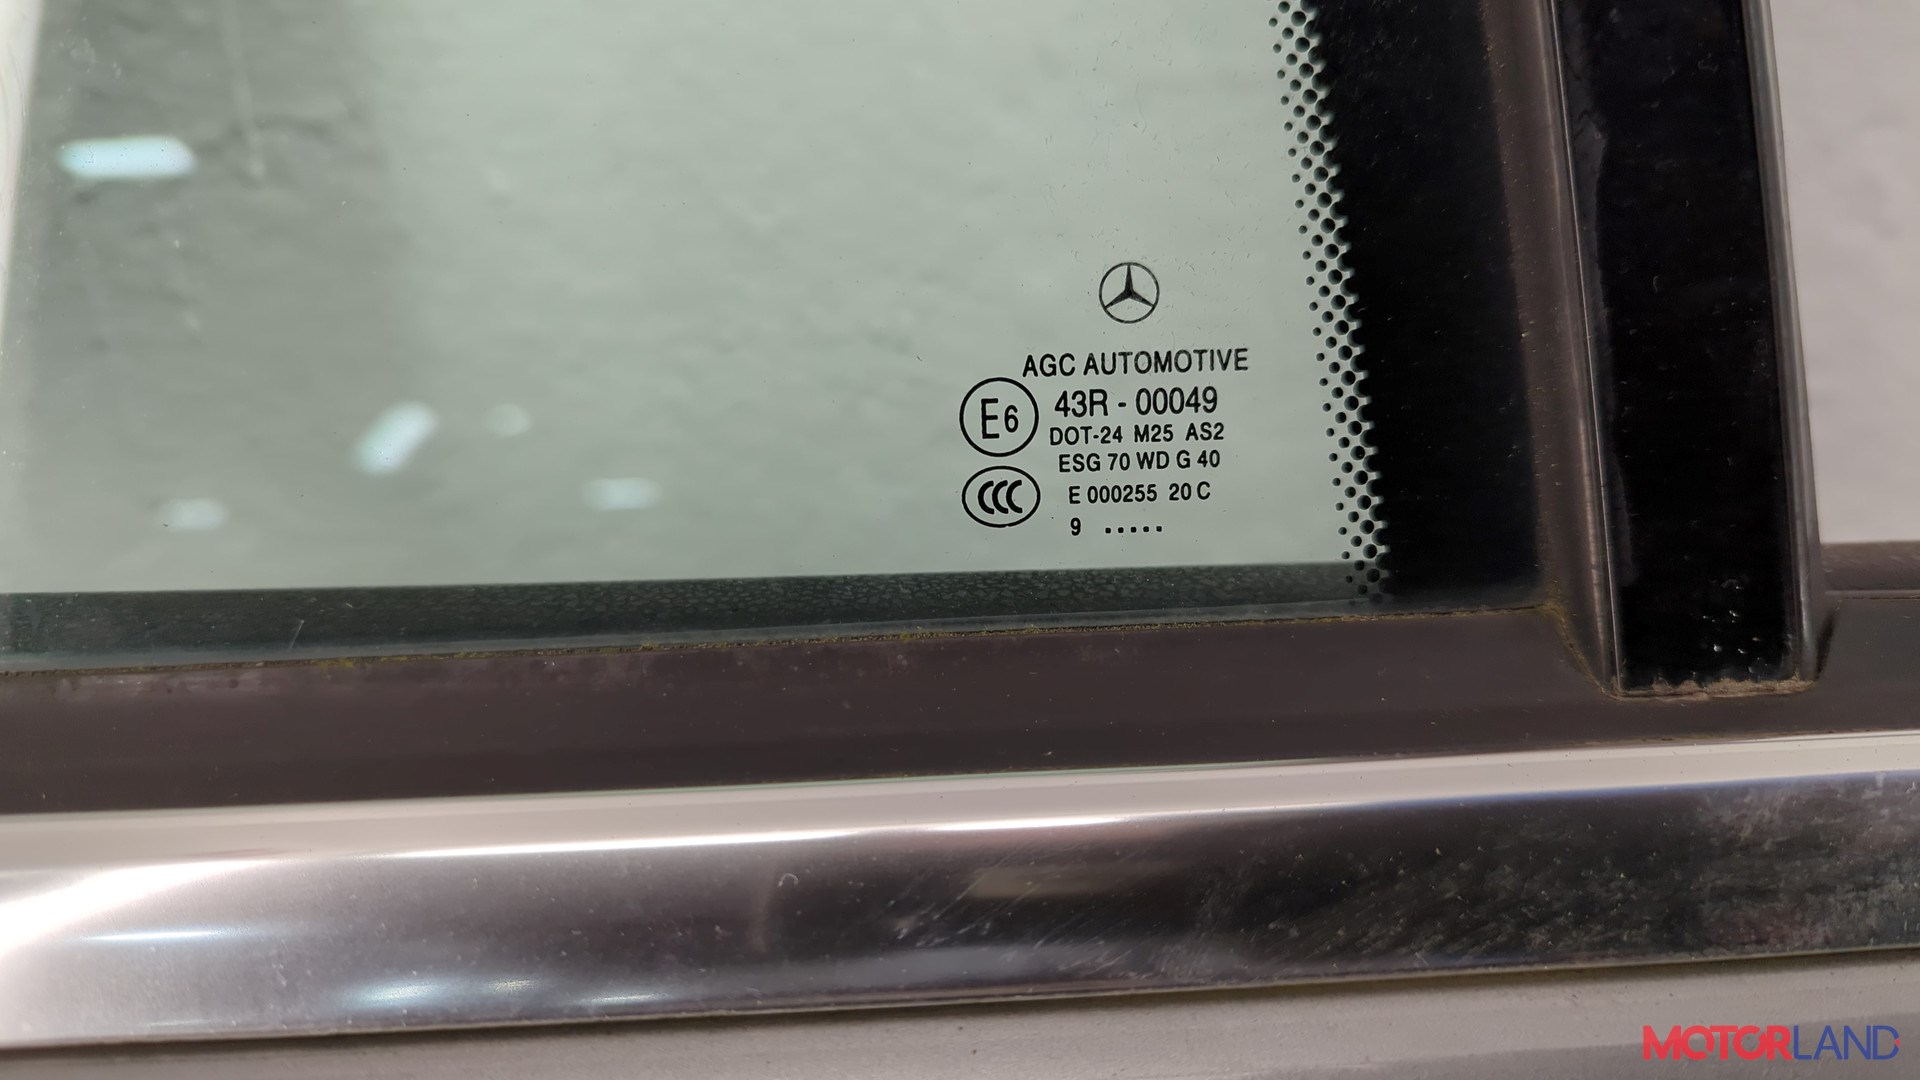 AGC AUTOMOTIVE
E6 43R - 00049
DOT-24 M25 AS2
ESG 70 WD G 40
CCC E 000255 20 C
9 .....
MOTORLAND